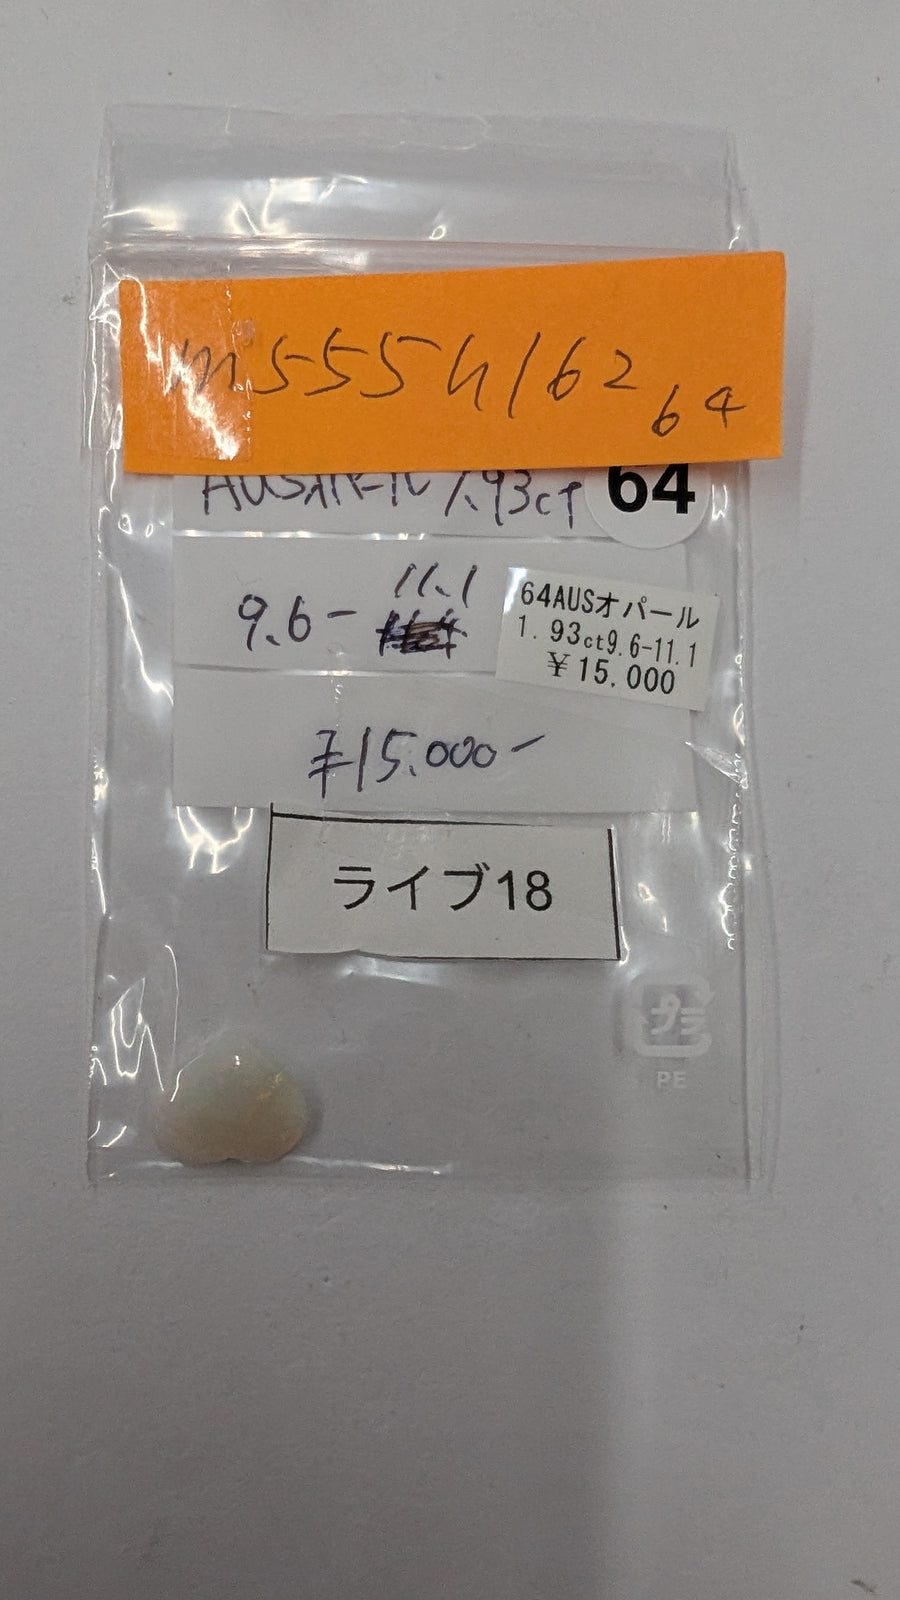 m555h162
64
AUSオパール 1.93ct
64
9.6-11.1
64AUSオパール
1.93ct9.6-11.1
¥15.000
¥15.000-
ライブ18
プラ
PE